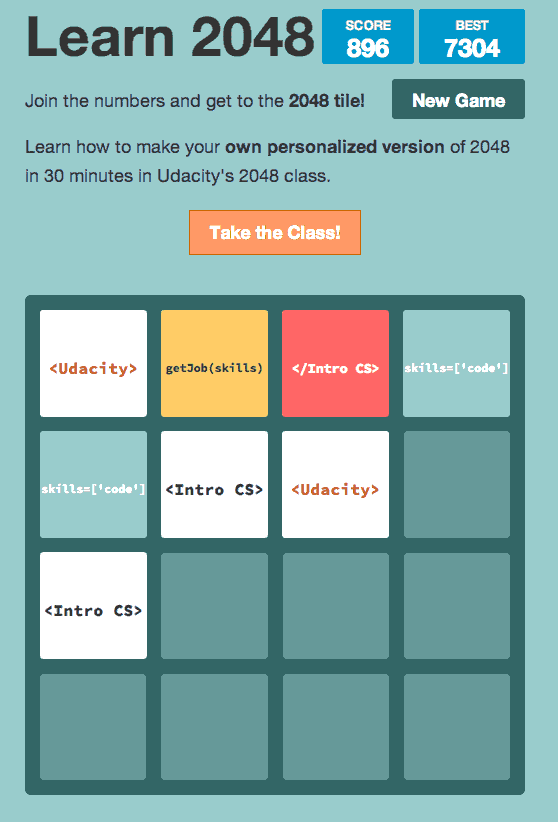 Learn 2048
SCORE
896
BEST
7304
Join the numbers and get to the 2048 tile!
New Game
Learn how to make your own personalized version of 2048
in 30 minutes in Udacity's 2048 class.
Take the Class!
<Udacity>
getJob(skills)
</Intro CS>
skills=['code']
skills=['code']
<Intro CS>
<Udacity>
<Intro CS>